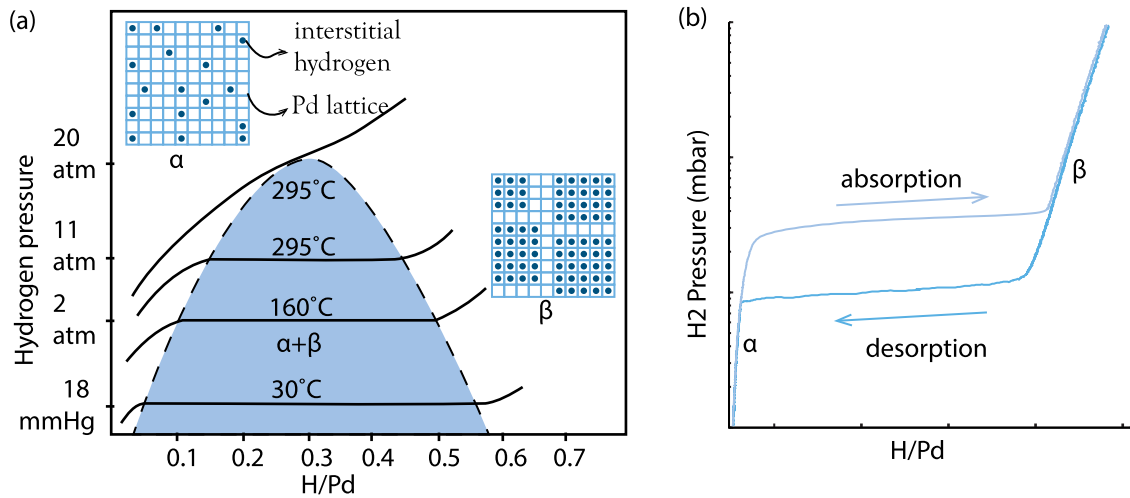 (a)
interstitial
hydrogen
Pd lattice
α
20
atm
11
atm
2
atm
18
mmHg
Hydrogen pressure
295˚C
295˚C
160˚C
α+β
30˚C
β
0.1 0.2 0.3 0.4 0.5 0.6 0.7
H/Pd
(b)
H2 Pressure (mbar)
absorption
β
α
desorption
H/Pd